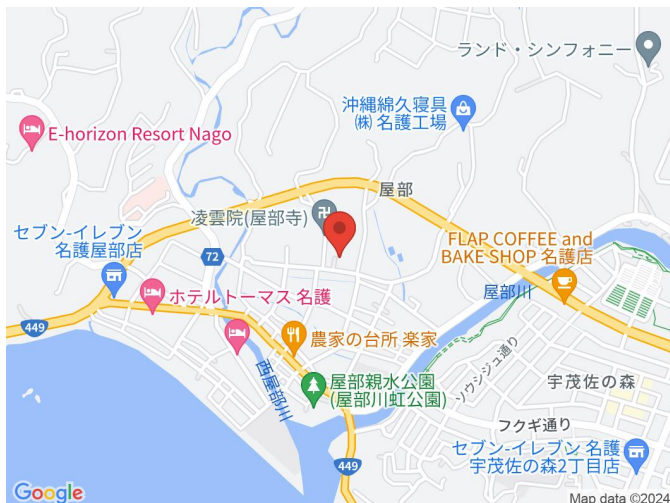 ランド・シンフォニー
沖縄綿久寝具
㈱ 名護工場
E-horizon Resort Nago
屋部
凌雲院(屋部寺)
セブン-イレブン
名護屋部店
72
FLAP COFFEE and
BAKE SHOP 名護店
屋部川
ホテルトーマス 名護
449
農家の台所 楽家
西屋部川
ソウシジュ通り
屋部親水公園
(屋部川虹公園)
宇茂佐の森
フクギ通り
セブン-イレブン 名護
宇茂佐の森2丁目店
449
Google
Map data ©2024